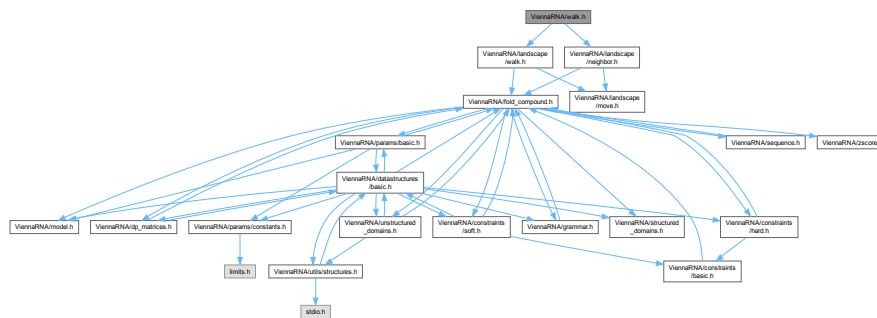 ViennaRNA/walk.h
ViennaRNA/landscape
/walk.h
ViennaRNA/landscape
/neighbor.h
ViennaRNA/fold_compound.h
ViennaRNA/landscape
/move.h
ViennaRNA/params/basic.h
ViennaRNA/sequence.h
ViennaRNA/zscore
ViennaRNA/datastructures
/basic.h
ViennaRNA/model.h
ViennaRNA/dp_matrices.h
ViennaRNA/params/constants.h
ViennaRNA/unstructured
_domains.h
ViennaRNA/constraints
/soft.h
ViennaRNA/grammar.h
ViennaRNA/structured
_domains.h
ViennaRNA/constraints
/hard.h
limits.h
ViennaRNA/utils/structures.h
ViennaRNA/constraints
/basic.h
stdio.h